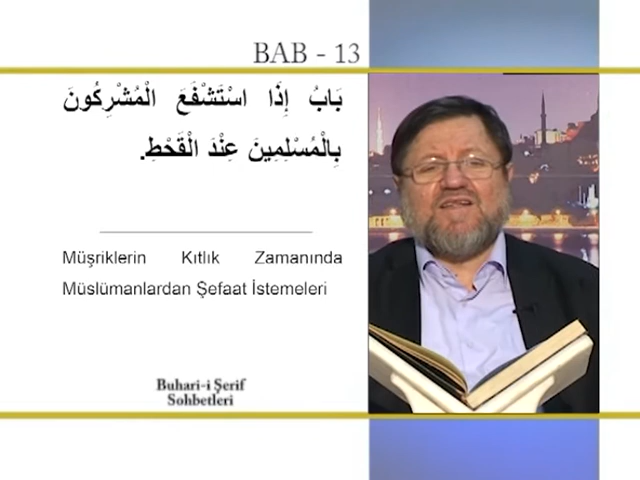 BAB - 13
بَابُ إِذَا اسْتَشْفَعَ الْمُشْرِكُونَ
بِالْمُسْلِمِينَ عِنْدَ الْقَحْطِ.
Müşriklerin Kıtlık Zamanında
Müslümanlardan Şefaat İstemeleri
Buhari-i Şerif
Sohbetleri